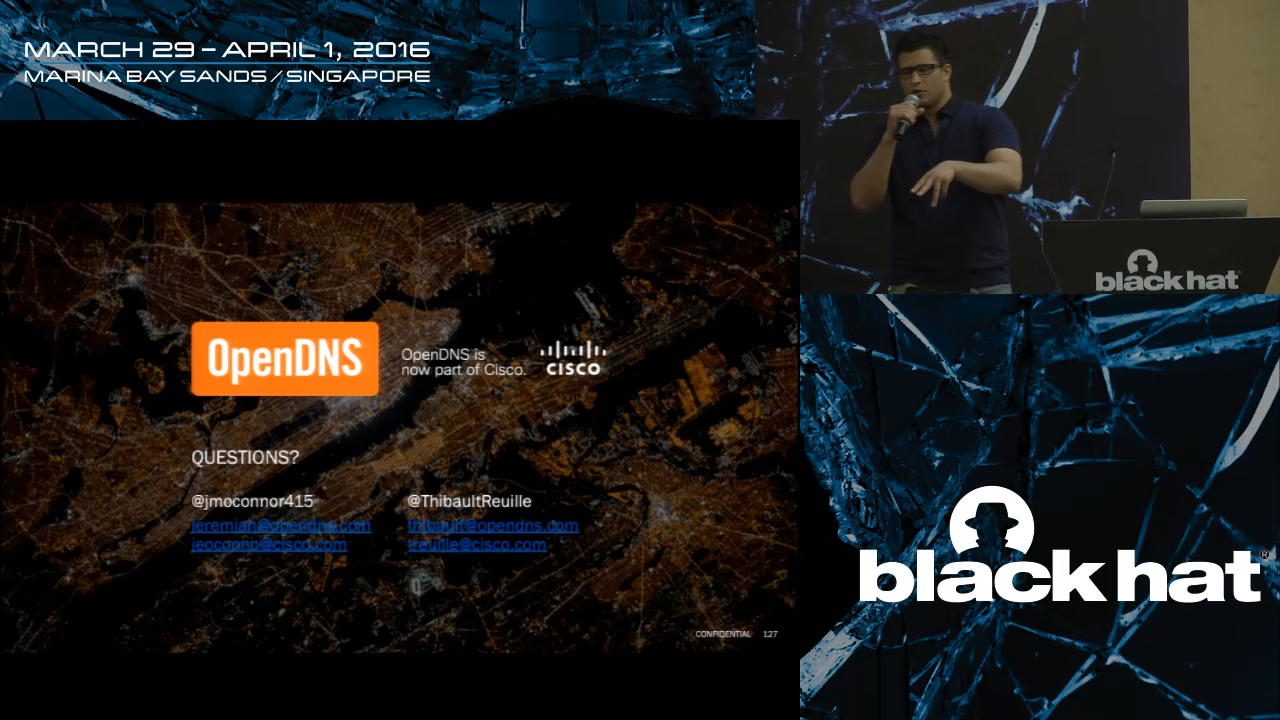 MARCH 29 – APRIL 1, 2016
MARINA BAY SANDS / SINGAPORE
black hat
OpenDNS
OpenDNS is
now part of Cisco.
CISCO
QUESTIONS?
@jmoconnor415
@ThibaultReuille
jeremiah@opendns.com
thibault@opendns.com
jeoconno@cisco.com
treuille@cisco.com
CONFIDENTIAL 127
black hat®